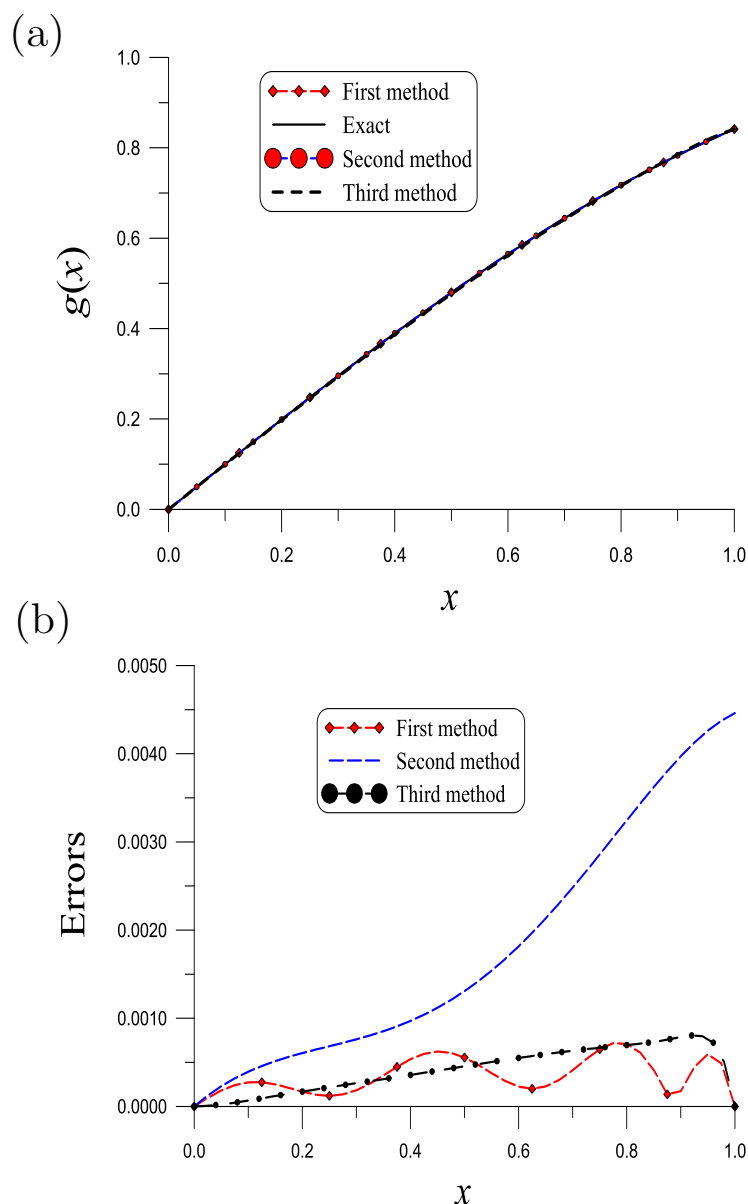 (a)
1.0
0.8
0.6
0.4
0.2
0.0
g(x)
First method
Exact
Second method
Third method
0.0 0.2 0.4 0.6 0.8 1.0
x
(b)
0.0050
0.0040
0.0030
0.0020
0.0010
0.0000
Errors
First method
Second method
Third method
0.0 0.2 0.4 0.6 0.8 1.0
x